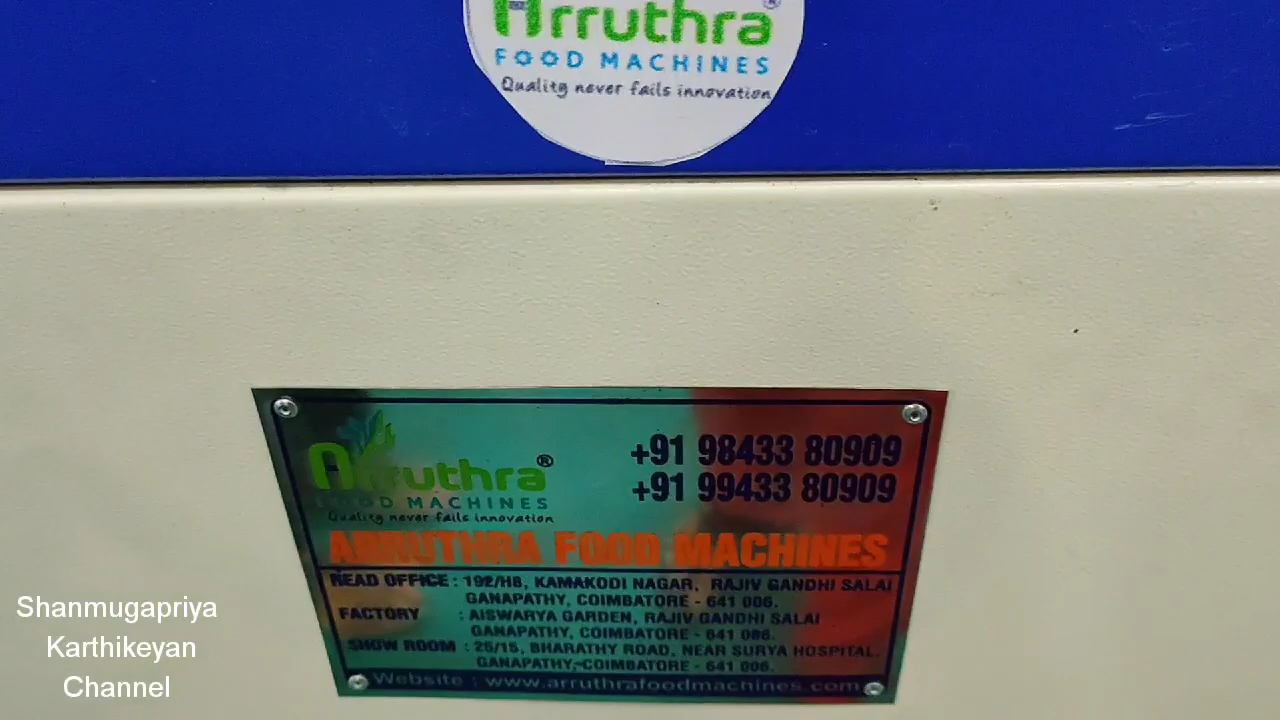 Arruthra®
FOOD MACHINES
Quality never fails innovation
Arruthra®
FOOD MACHINES
Quality never fails innovation
+91 98433 80909
+91 99433 80909
ARRUTHRA FOOD MACHINES
HEAD OFFICE : 192/H8, KAMAKODI NAGAR, RAJIV GANDHI SALAI
GANAPATHY, COIMBATORE - 641 006.
FACTORY : AISWARYA GARDEN, RAJIV GANDHI SALAI
GANAPATHY, COIMBATORE - 641 006.
SHOW ROOM : 25/15, BHARATHY ROAD, NEAR SURYA HOSPITAL,
GANAPATHY, COIMBATORE - 641 006.
Website : www.arruthrafoodmachines.com
Shanmugapriya
Karthikeyan
Channel